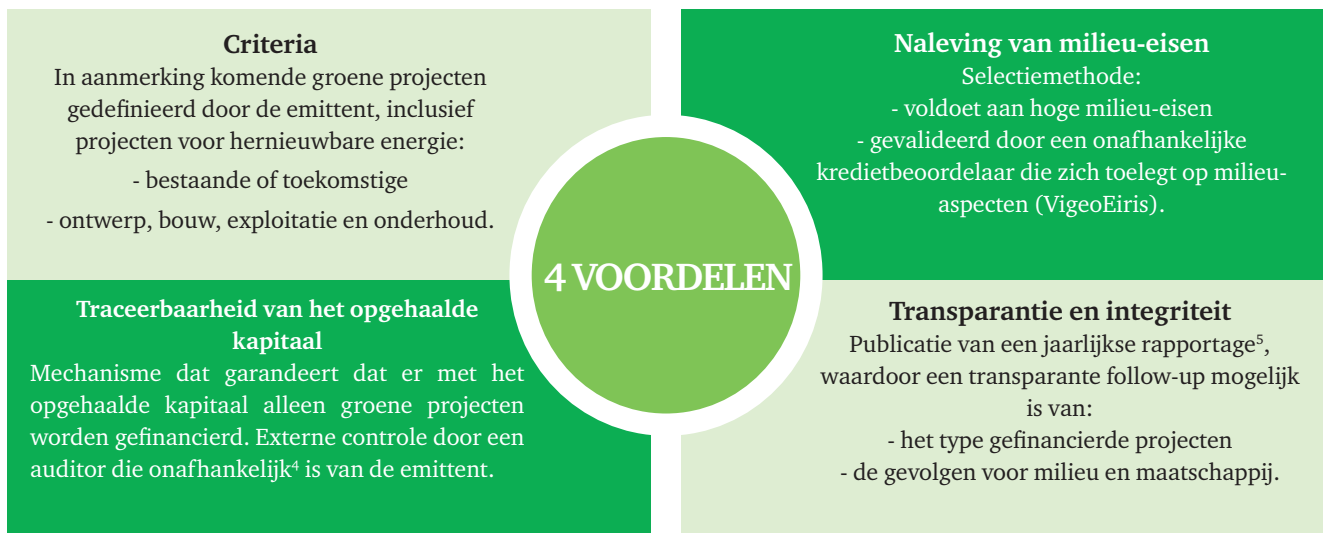 Criteria
In aanmerking komende groene projecten
gedefinieerd door de emittent, inclusief
projecten voor hernieuwbare energie:
- bestaande of toekomstige
- ontwerp, bouw, exploitatie en onderhoud.
Naleving van milieu-eisen
Selectiemethode:
- voldoet aan hoge milieu-eisen
- gevalideerd door een onafhankelijke
kredietbeoordelaar die zich toelegt op milieu-
aspecten (VigeoEiris).
4 VOORDELEN
Traceerbaarheid van het opgehaalde
kapitaal
Mechanisme dat garandeert dat er met het
opgehaalde kapitaal alleen groene projecten
worden gefinancierd. Externe controle door een
auditor die onafhankelijk⁴ is van de emittent.
Transparantie en integriteit
Publicatie van een jaarlijkse rapportage⁵,
waardoor een transparante follow-up mogelijk
is van:
- het type gefinancierde projecten
- de gevolgen voor milieu en maatschappij.